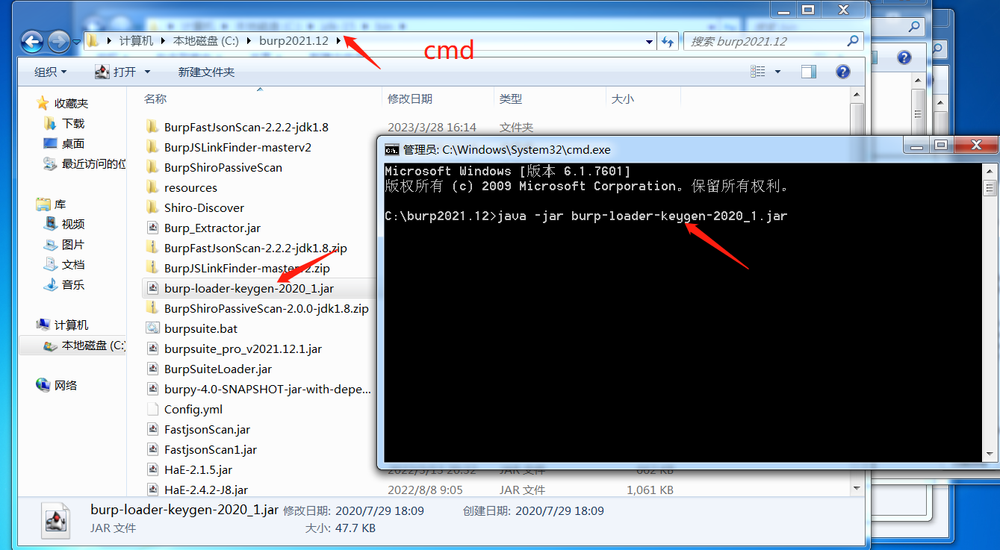 计算机 本地磁盘 (C:) burp2021.12
搜索 burp2021.12
cmd
组织 打开 新建文件夹
名称 修改日期 类型 大小
收藏夹
下载
桌面
最近访问的位
库
视频
图片
文档
音乐
计算机
本地磁盘 (C:)
网络
BurpFastJsonScan-2.2.2-jdk1.8 2023/3/28 16:14 文件夹
BurpJSLinkFinder-masterv2
BurpShiroPassiveScan
resources
Shiro-Discover
Burp_Extractor.jar
BurpFastJsonScan-2.2.2-jdk1.8.zip
BurpJSLinkFinder-masterv2.zip
burp-loader-keygen-2020_1.jar
BurpShiroPassiveScan-2.0.0-jdk1.8.zip
burpsuite.bat
burpsuite_pro_v2021.12.1.jar
BurpSuiteLoader.jar
burpy-4.0-SNAPSHOT-jar-with-depe...
Config.yml
FastjsonScan.jar
FastjsonScan1.jar
HaE-2.1.5.jar
HaE-2.4.2-J8.jar 2022/8/8 9:05 JAR 文件 1,061 KB
管理员: C:\Windows\System32\cmd.exe
Microsoft Windows [版本 6.1.7601]
版权所有 (c) 2009 Microsoft Corporation。保留所有权利。
C:\burp2021.12>java -jar burp-loader-keygen-2020_1.jar
burp-loader-keygen-2020_1.jar 修改日期: 2020/7/29 18:09 创建日期: 2020/7/29 18:09
JAR 文件 大小: 47.7 KB